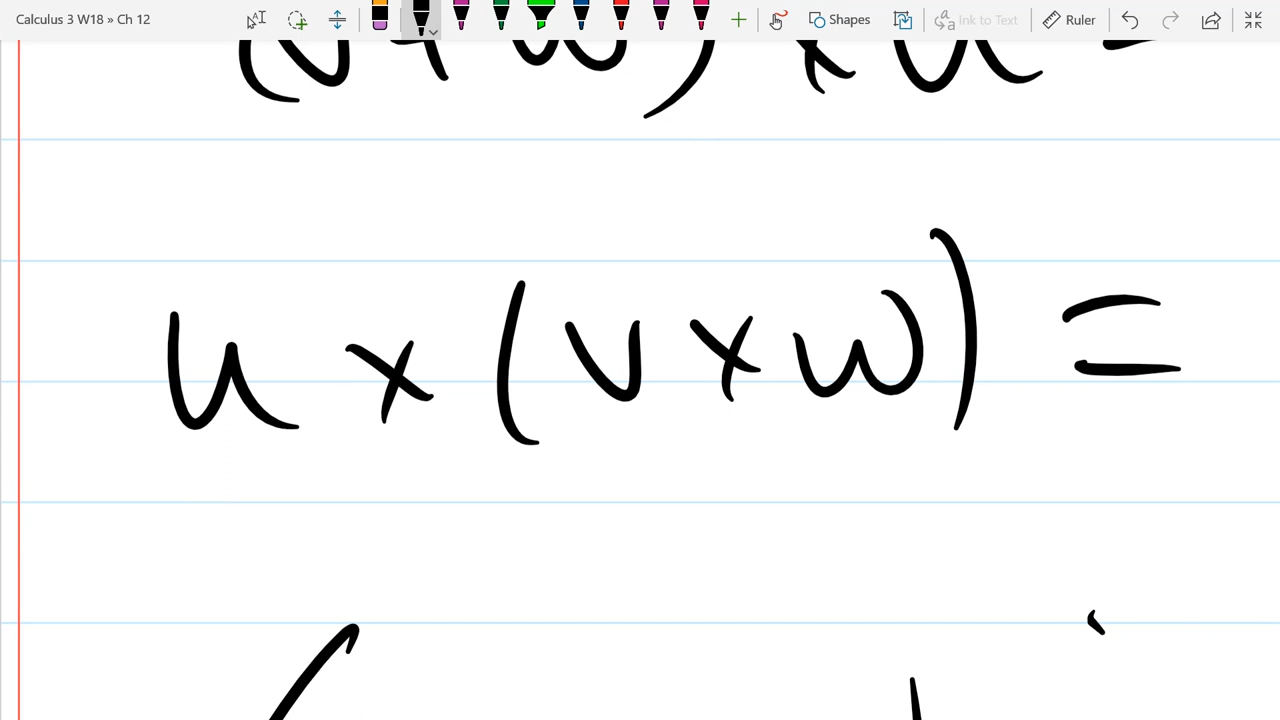 Calculus 3 W18 » Ch 12
Shapes
Ink to Text
Ruler
(v + w) × u =
u × (v × w) =